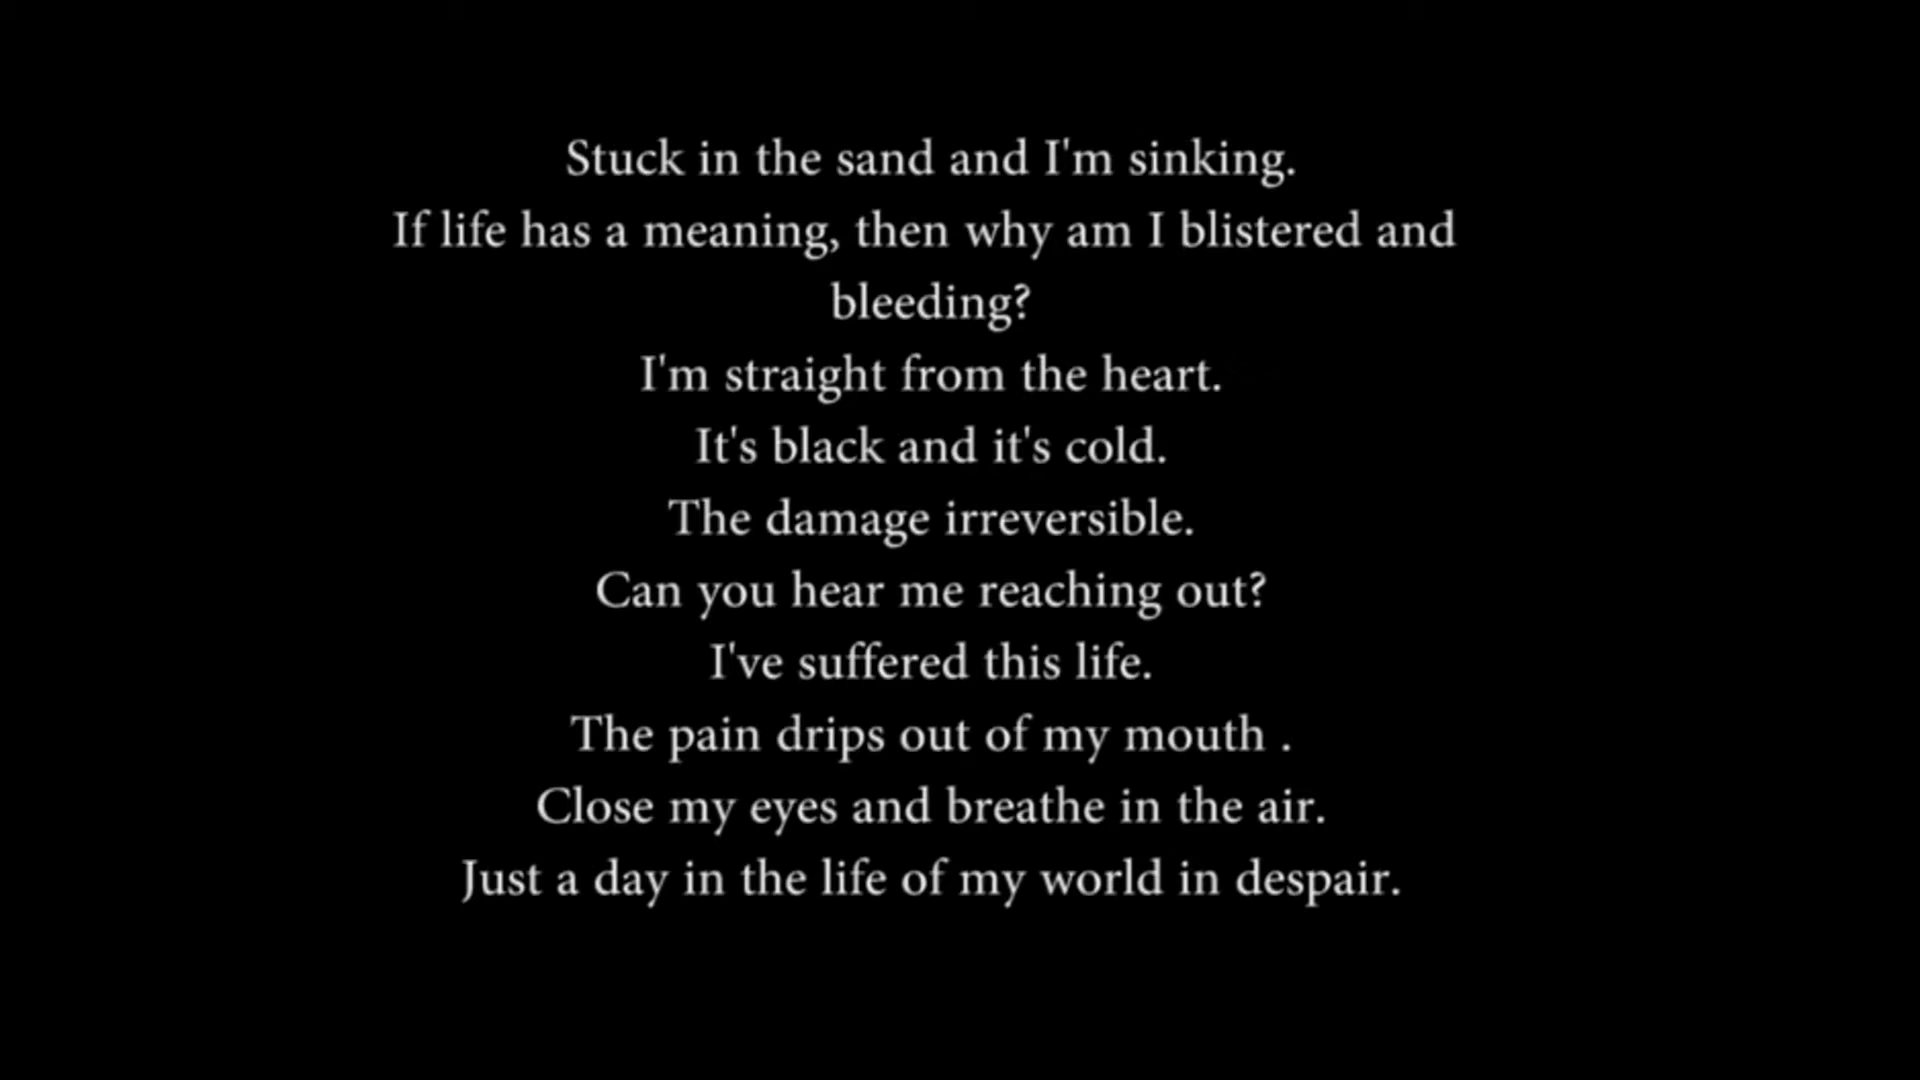 Stuck in the sand and I'm sinking.
If life has a meaning, then why am I blistered and
bleeding?
I'm straight from the heart.
It's black and it's cold.
The damage irreversible.
Can you hear me reaching out?
I've suffered this life.
The pain drips out of my mouth .
Close my eyes and breathe in the air.
Just a day in the life of my world in despair.